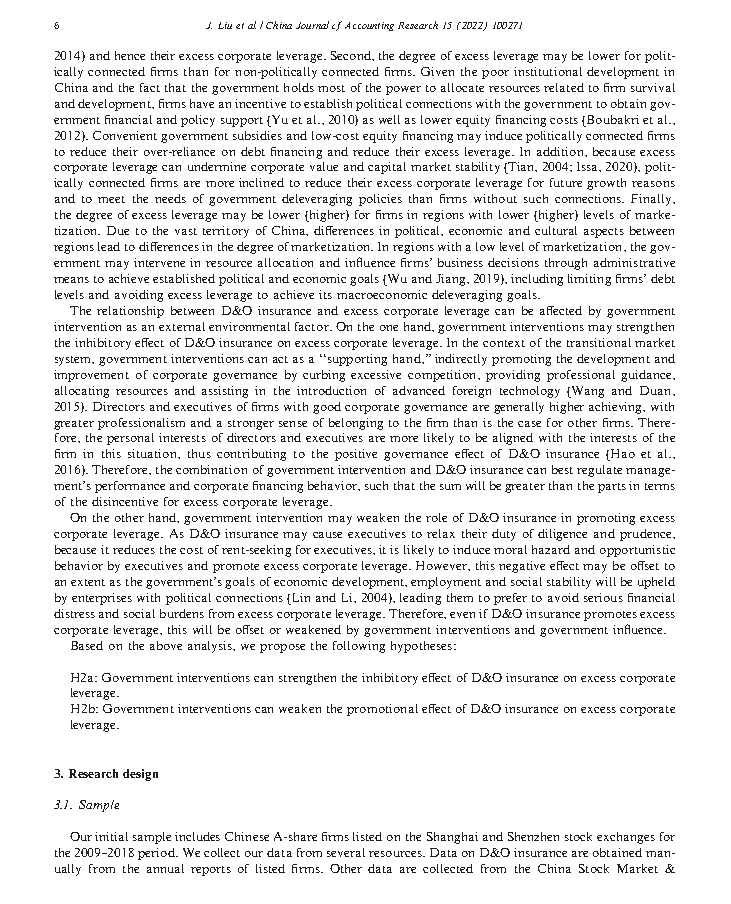 6
J. Liu et al. / China Journal of Accounting Research 15 (2022) 100271
2014) and hence their excess corporate leverage. Second, the degree of excess leverage may be lower for polit-
ically connected firms than for non-politically connected firms. Given the poor institutional development in
China and the fact that the government holds most of the power to allocate resources related to firm survival
and development, firms have an incentive to establish political connections with the government to obtain gov-
ernment financial and policy support (Yu et al., 2010) as well as lower equity financing costs (Boubakri et al.,
2012). Convenient government subsidies and low-cost equity financing may induce politically connected firms
to reduce their over-reliance on debt financing and reduce their excess leverage. In addition, because excess
corporate leverage can undermine corporate value and capital market stability (Tian, 2004; Issa, 2020), polit-
ically connected firms are more inclined to reduce their excess corporate leverage for future growth reasons
and to meet the needs of government deleveraging policies than firms without such connections. Finally,
the degree of excess leverage may be lower (higher) for firms in regions with lower (higher) levels of marke-
tization. Due to the vast territory of China, differences in political, economic and cultural aspects between
regions lead to differences in the degree of marketization. In regions with a low level of marketization, the gov-
ernment may intervene in resource allocation and influence firms' business decisions through administrative
means to achieve established political and economic goals (Wu and Jiang, 2019), including limiting firms' debt
levels and avoiding excess leverage to achieve its macroeconomic deleveraging goals.
The relationship between D&O insurance and excess corporate leverage can be affected by government
intervention as an external environmental factor. On the one hand, government interventions may strengthen
the inhibitory effect of D&O insurance on excess corporate leverage. In the context of the transitional market
system, government interventions can act as a ‘‘supporting hand,” indirectly promoting the development and
improvement of corporate governance by curbing excessive competition, providing professional guidance,
allocating resources and assisting in the introduction of advanced foreign technology (Wang and Duan,
2015). Directors and executives of firms with good corporate governance are generally higher achieving, with
greater professionalism and a stronger sense of belonging to the firm than is the case for other firms. There-
fore, the personal interests of directors and executives are more likely to be aligned with the interests of the
firm in this situation, thus contributing to the positive governance effect of D&O insurance (Hao et al.,
2016). Therefore, the combination of government intervention and D&O insurance can best regulate manage-
ment's performance and corporate financing behavior, such that the sum will be greater than the parts in terms
of the disincentive for excess corporate leverage.
On the other hand, government intervention may weaken the role of D&O insurance in promoting excess
corporate leverage. As D&O insurance may cause executives to relax their duty of diligence and prudence,
because it reduces the cost of rent-seeking for executives, it is likely to induce moral hazard and opportunistic
behavior by executives and promote excess corporate leverage. However, this negative effect may be offset to
an extent as the government's goals of economic development, employment and social stability will be upheld
by enterprises with political connections (Lin and Li, 2004), leading them to prefer to avoid serious financial
distress and social burdens from excess corporate leverage. Therefore, even if D&O insurance promotes excess
corporate leverage, this will be offset or weakened by government interventions and government influence.
Based on the above analysis, we propose the following hypotheses:
H2a: Government interventions can strengthen the inhibitory effect of D&O insurance on excess corporate
leverage.
H2b: Government interventions can weaken the promotional effect of D&O insurance on excess corporate
leverage.
3. Research design
3.1. Sample
Our initial sample includes Chinese A-share firms listed on the Shanghai and Shenzhen stock exchanges for
the 2009–2018 period. We collect our data from several resources. Data on D&O insurance are obtained man-
ually from the annual reports of listed firms. Other data are collected from the China Stock Market &